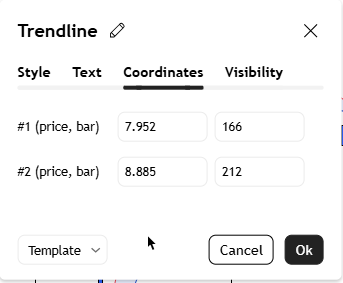 Trendline
Style Text Coordinates Visibility
#1 (price, bar) 7.952 166
#2 (price, bar) 8.885 212
Template Cancel Ok